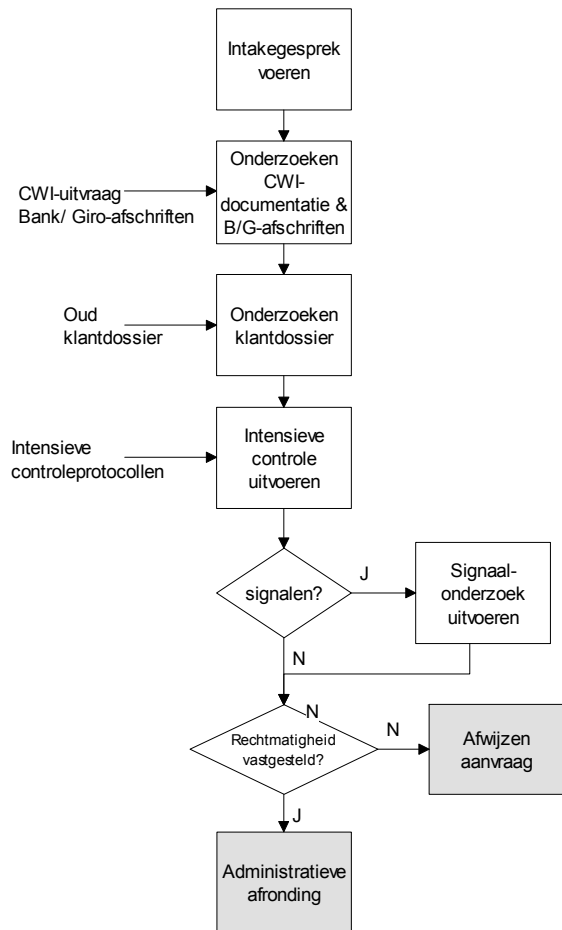 Intakegesprek
voeren
Onderzoeken
CWI-
documentatie &
B/G-afschriften
CWI-uitvraag
Bank/ Giro-afschriften
Oud
klantdossier
Onderzoeken
klantdossier
Intensieve
controleprotocollen
Intensieve
controle
uitvoeren
signalen?
J
Signaal-
onderzoek
uitvoeren
N
N
Rechtmatigheid
vastgesteld?
N
Afwijzen
aanvraag
J
Administratieve
afronding